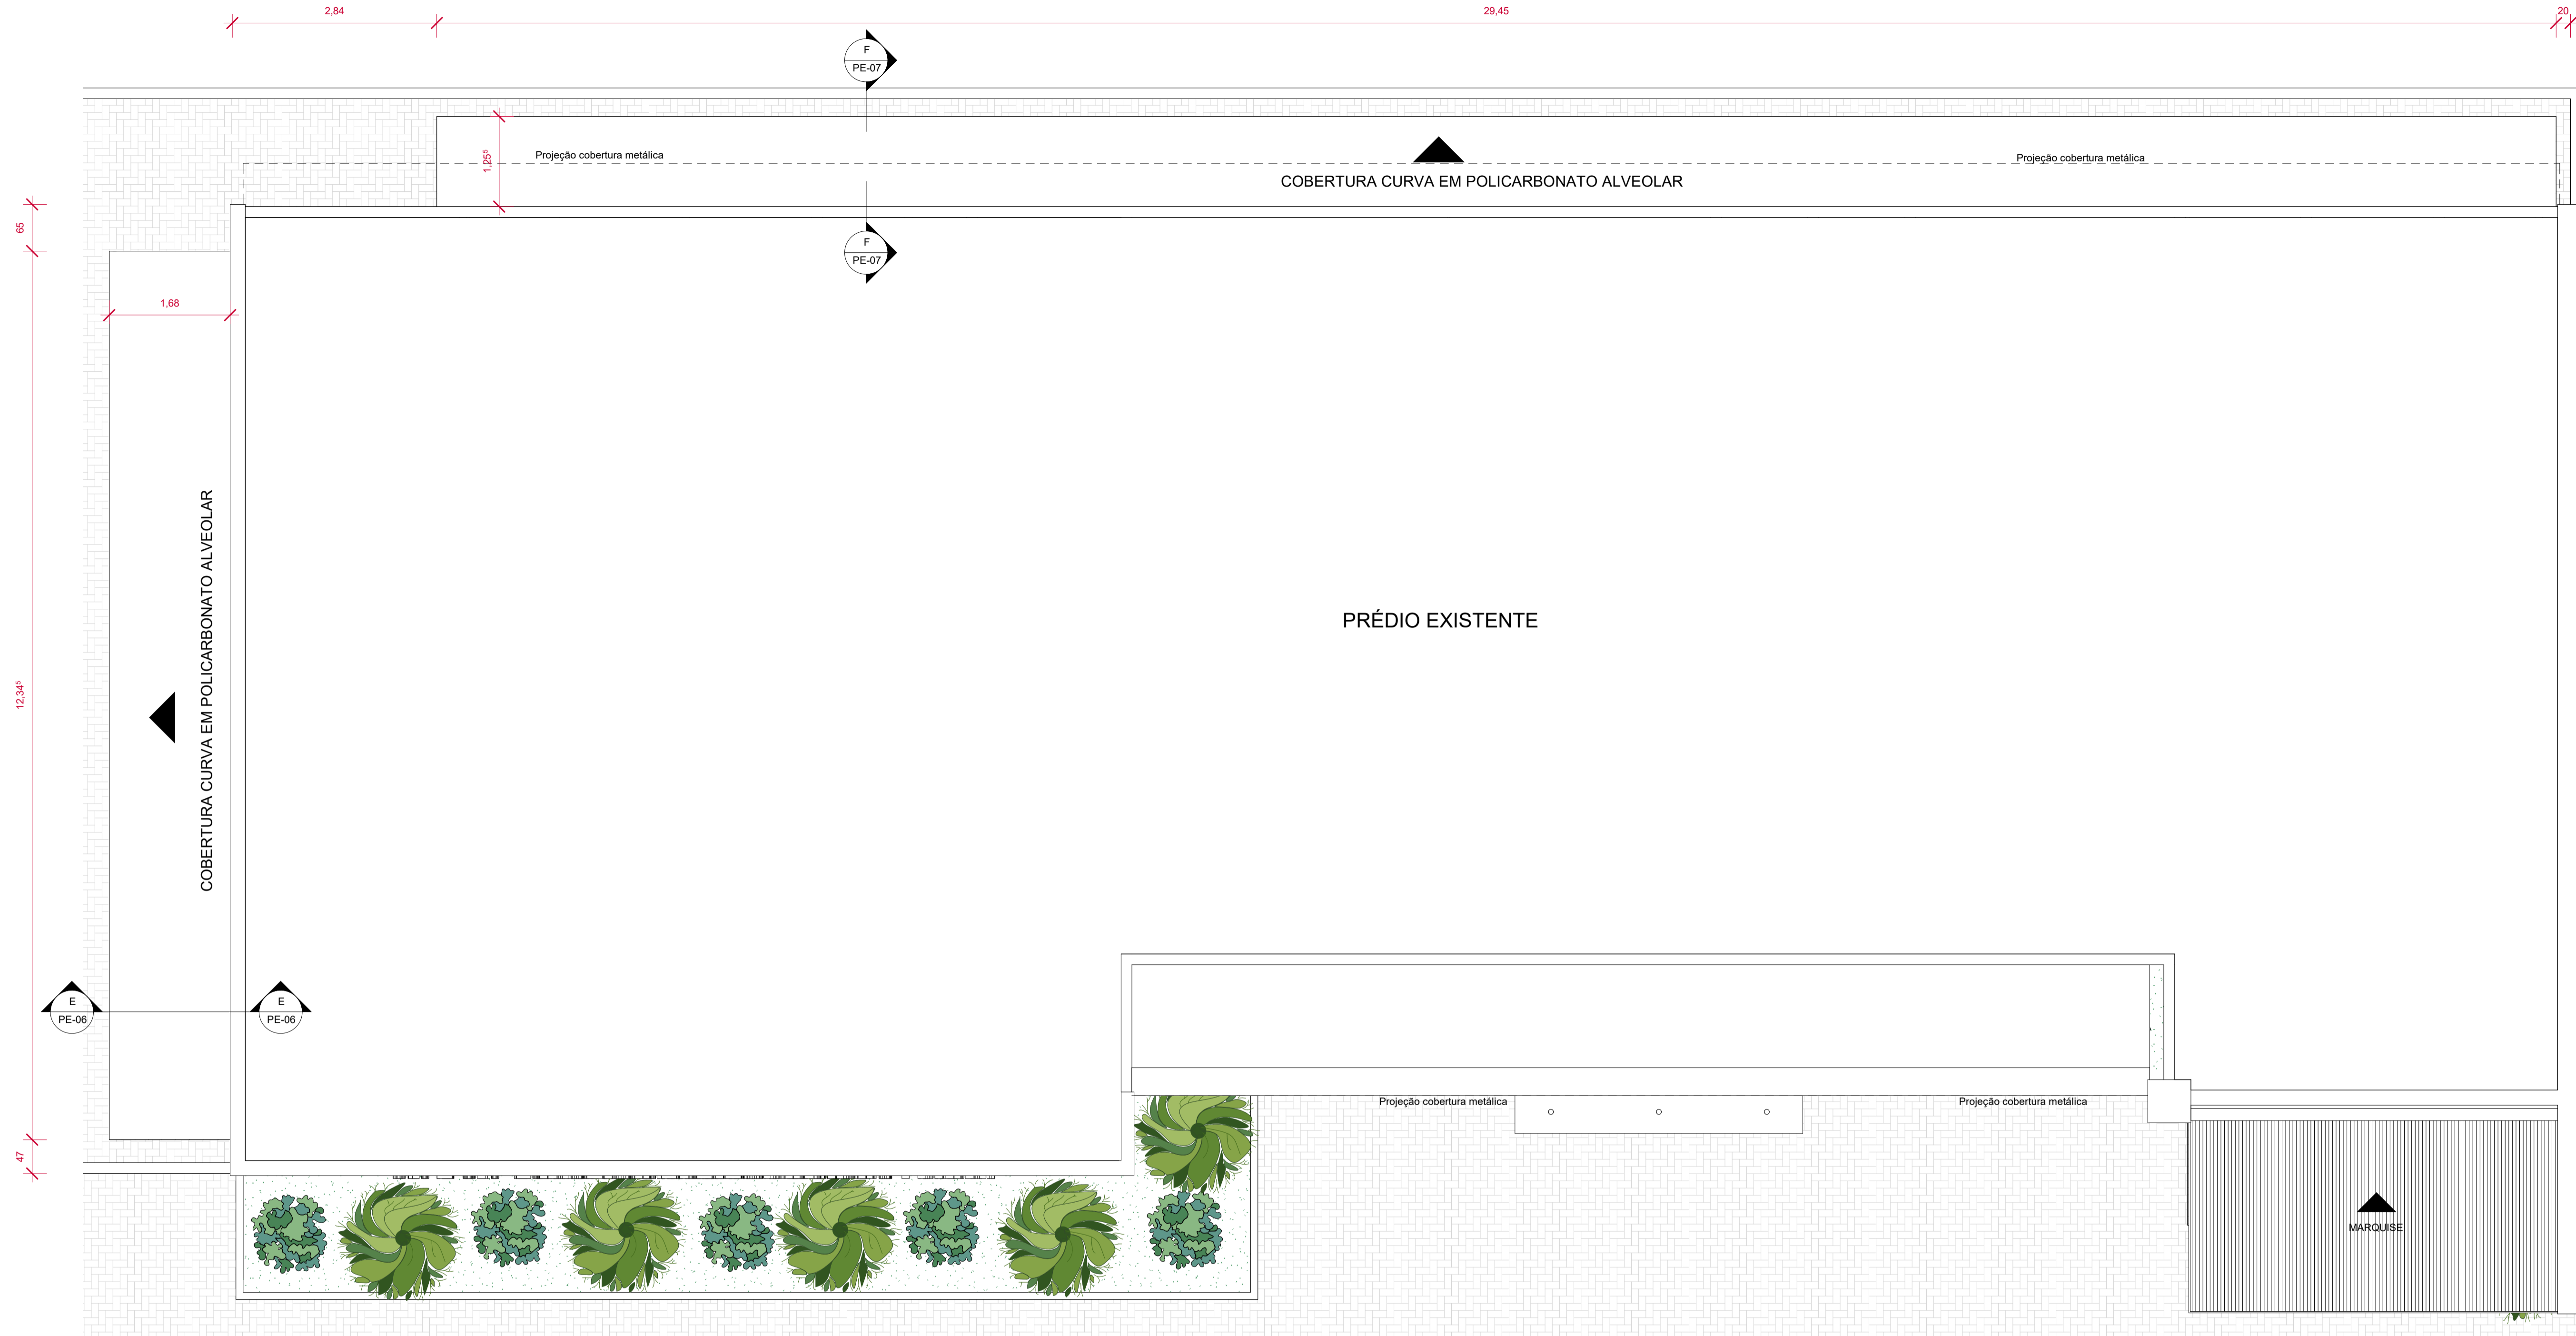 2,84
29,45
20
F
PE-07
Projeção cobertura metálica
1,25⁵
Projeção cobertura metálica
COBERTURA CURVA EM POLICARBONATO ALVEOLAR
65
F
PE-07
1,68
COBERTURA CURVA EM POLICARBONATO ALVEOLAR
PRÉDIO EXISTENTE
12,34⁵
E
PE-06
E
PE-06
Projeção cobertura metálica
Projeção cobertura metálica
47
MARQUISE